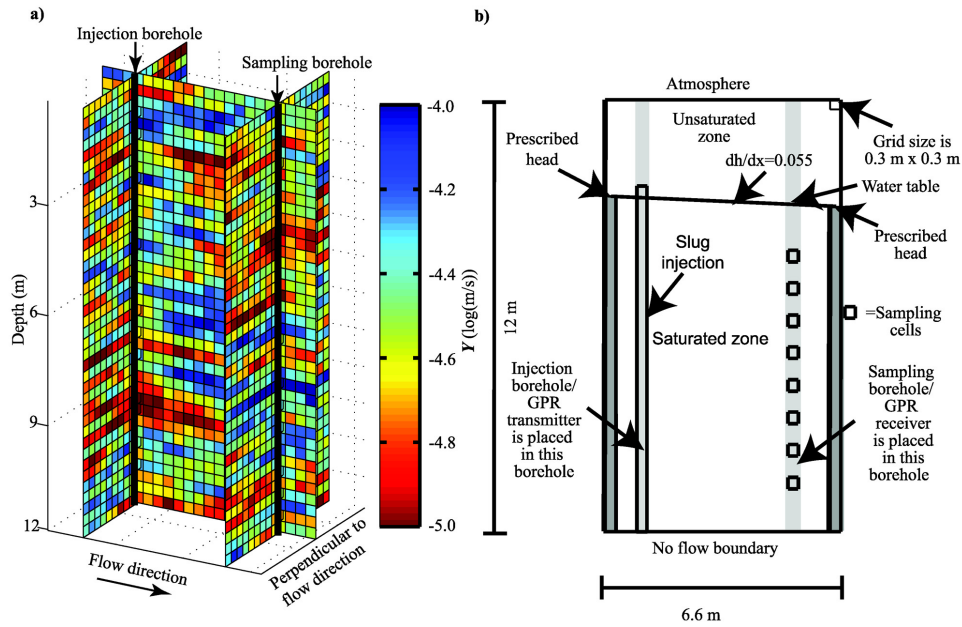 a)
Injection borehole
Sampling borehole
3
6
9
12
Depth (m)
Flow direction
Perpendicular to
flow direction
-4.0
-4.2
-4.4
-4.6
-4.8
-5.0
Y (log(m/s))
b)
Atmosphere
Unsaturated
zone
Grid size is
0.3 m x 0.3 m
Prescribed
head
dh/dx=0.055
Water table
Prescribed
head
Slug
injection
=Sampling
cells
12 m
Saturated zone
Injection
borehole/
GPR
transmitter
is placed
in this
borehole
Sampling
borehole/
GPR
receiver
is placed
in this
borehole
No flow boundary
6.6 m